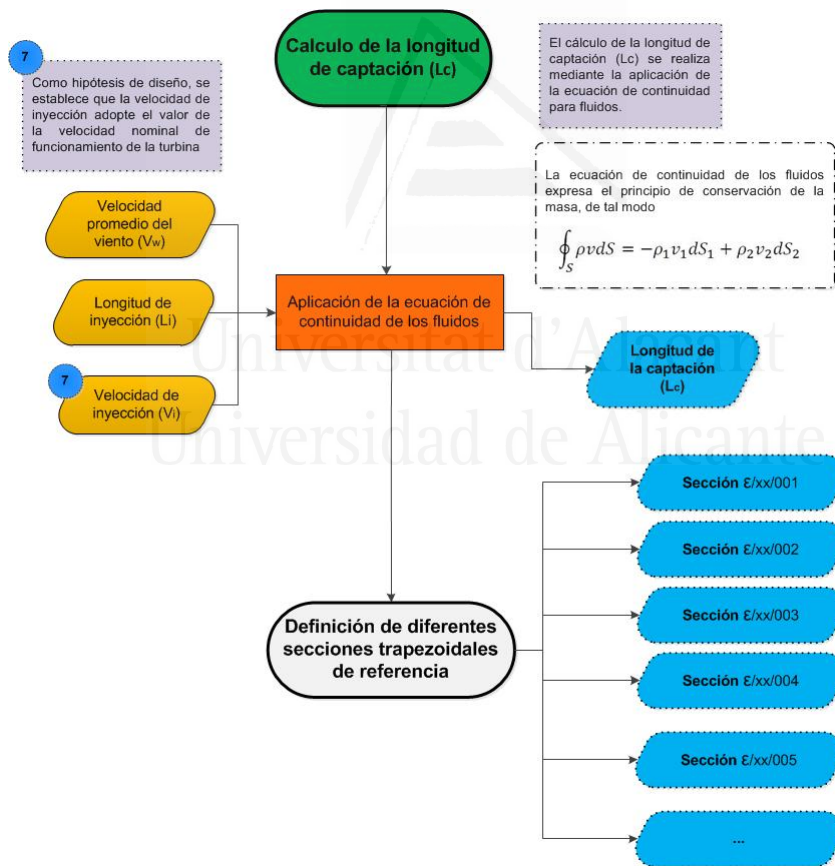 Calculo de la longitud
de captación (Lc)
7
Como hipótesis de diseño, se
establece que la velocidad de
inyección adopte el valor de
la velocidad nominal de
funcionamiento de la turbina
El cálculo de la longitud de
captación (Lc) se realiza
mediante la aplicación de
la ecuación de continuidad
para fluidos.
La ecuación de continuidad de los fluidos
expresa el principio de conservación de la
masa, de tal modo
∮_S ρvdS = −ρ₁v₁dS₁ + ρ₂v₂dS₂
Velocidad
promedio del
viento (Vw)
Longitud de
inyección (Li)
7
Velocidad de
inyección (Vi)
Aplicación de la ecuación de
continuidad de los fluidos
Longitud de
la captación
(Lc)
Universitat d'Alacant
Universidad de Alicante
Sección Ɛ/xx/001
Sección Ɛ/xx/002
Sección Ɛ/xx/003
Sección Ɛ/xx/004
Sección Ɛ/xx/005
...
Definición de diferentes
secciones trapezoidales
de referencia